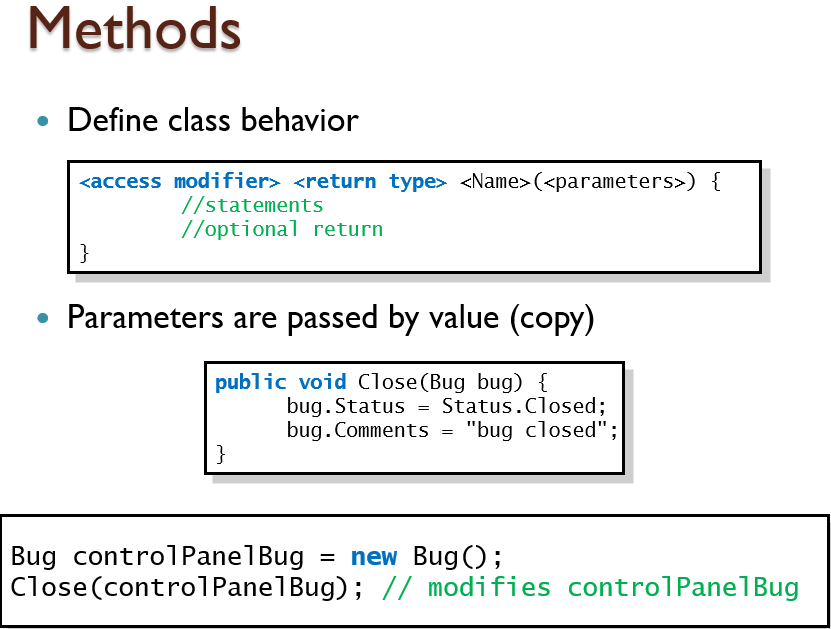 Methods
• Define class behavior
<access modifier> <return type> <Name>(<parameters>) {
//statements
//optional return
}
• Parameters are passed by value (copy)
public void Close(Bug bug) {
bug.Status = Status.Closed;
bug.Comments = "bug closed";
}
Bug controlPanelBug = new Bug();
Close(controlPanelBug); // modifies controlPanelBug